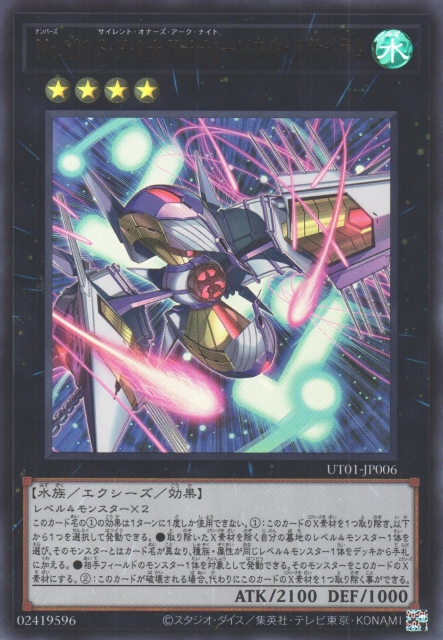 ナンバーズ サイレント・オナーズ・アーク・ナイト
水
UT01-JP006
【水族／エクシーズ／効果】
レベル4モンスター×2
このカード名の①の効果は1ターンに1度しか使用できない。①：このカードのX素材を1つ取り除き、以下
から1つを選択して発動できる。●取り除いたX素材を除く自分の墓地のレベル4モンスター1体を
選び、そのモンスターとはカード名が異なり、種族・属性が同じレベル4モンスター1体をデッキから手札
に加える。●相手フィールドのモンスター1体を対象として発動できる。そのモンスターをこのカードのX
素材にする。②：このカードが破壊される場合、代わりにこのカードのX素材を1つ取り除く事ができる。
ATK/2100 DEF/1000
02419596
©スタジオ・ダイス／集英社・テレビ東京・KONAMI